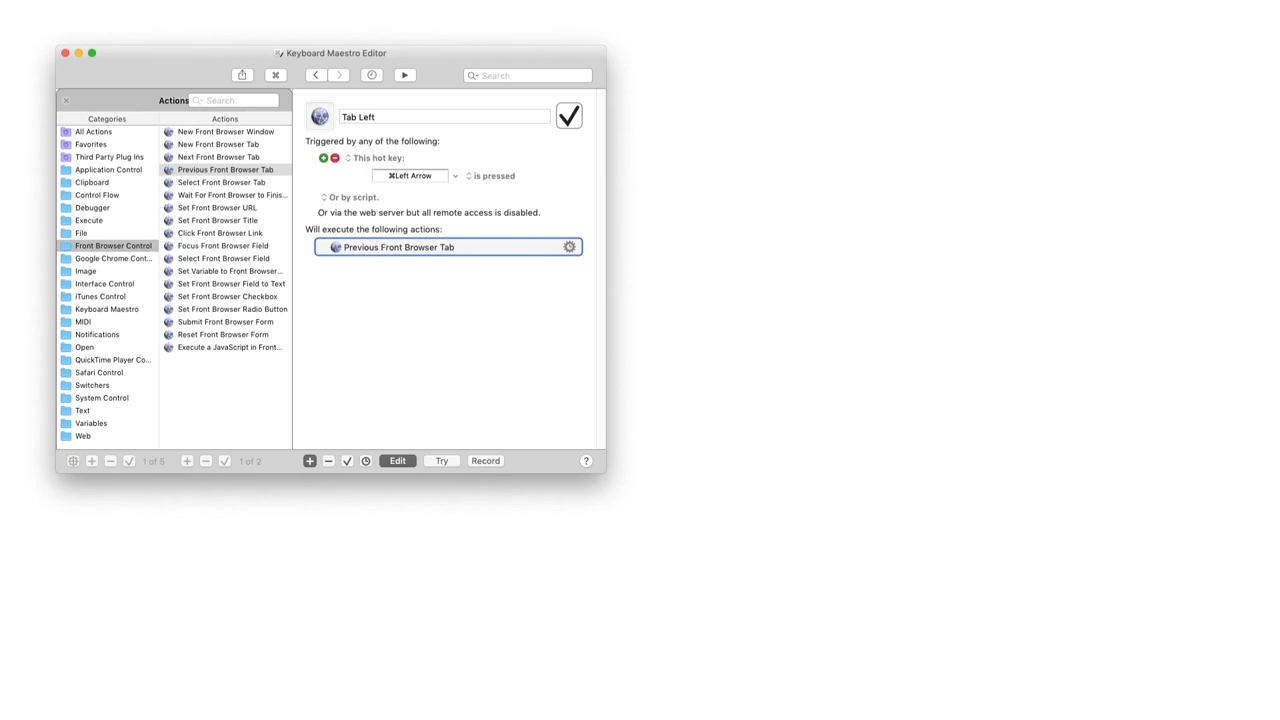 Keyboard Maestro Editor
Search
Actions Search
Categories
Actions
All Actions
Favorites
Third Party Plug Ins
Application Control
Clipboard
Control Flow
Debugger
Execute
File
Front Browser Control
Google Chrome Cont...
Image
Interface Control
iTunes Control
Keyboard Maestro
MIDI
Notifications
Open
QuickTime Player Co...
Safari Control
Switchers
System Control
Text
Variables
Web
New Front Browser Window
New Front Browser Tab
Next Front Browser Tab
Previous Front Browser Tab
Select Front Browser Tab
Wait For Front Browser to Finis...
Set Front Browser URL
Set Front Browser Title
Click Front Browser Link
Focus Front Browser Field
Select Front Browser Field
Set Variable to Front Browser...
Set Front Browser Field to Text
Set Front Browser Checkbox
Set Front Browser Radio Button
Submit Front Browser Form
Reset Front Browser Form
Execute a JavaScript in Front...
Tab Left
Triggered by any of the following:
This hot key:
⌘Left Arrow is pressed
Or by script.
Or via the web server but all remote access is disabled.
Will execute the following actions:
Previous Front Browser Tab
1 of 5
1 of 2
Edit
Try
Record
?